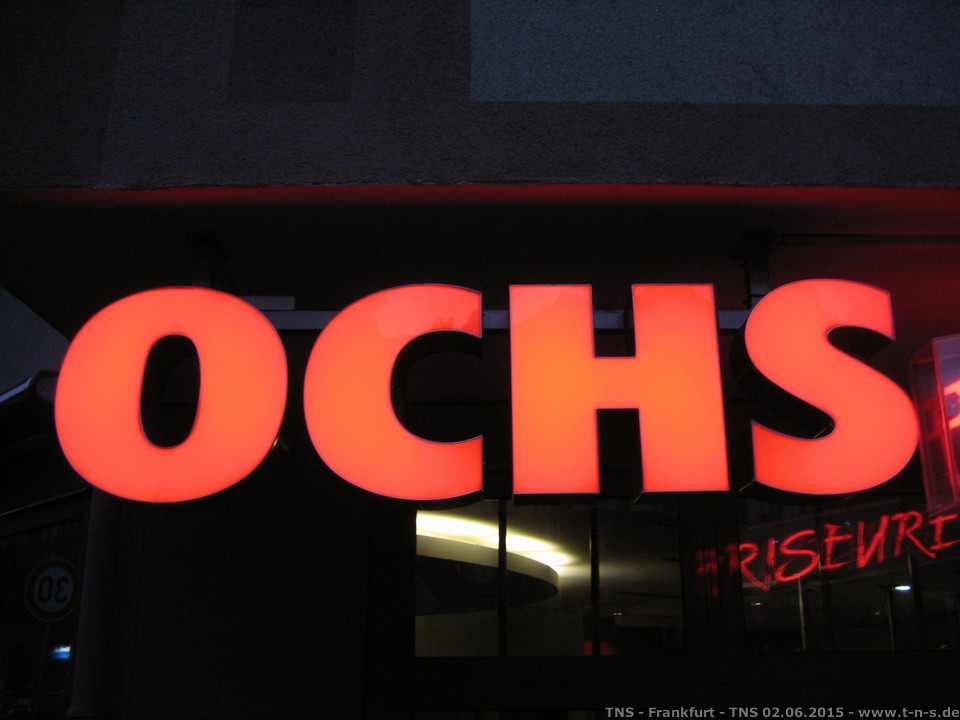 OCHS
RISEURE
30
TNS - Frankfurt - TNS 02.06.2015 - www.t-n-s.de